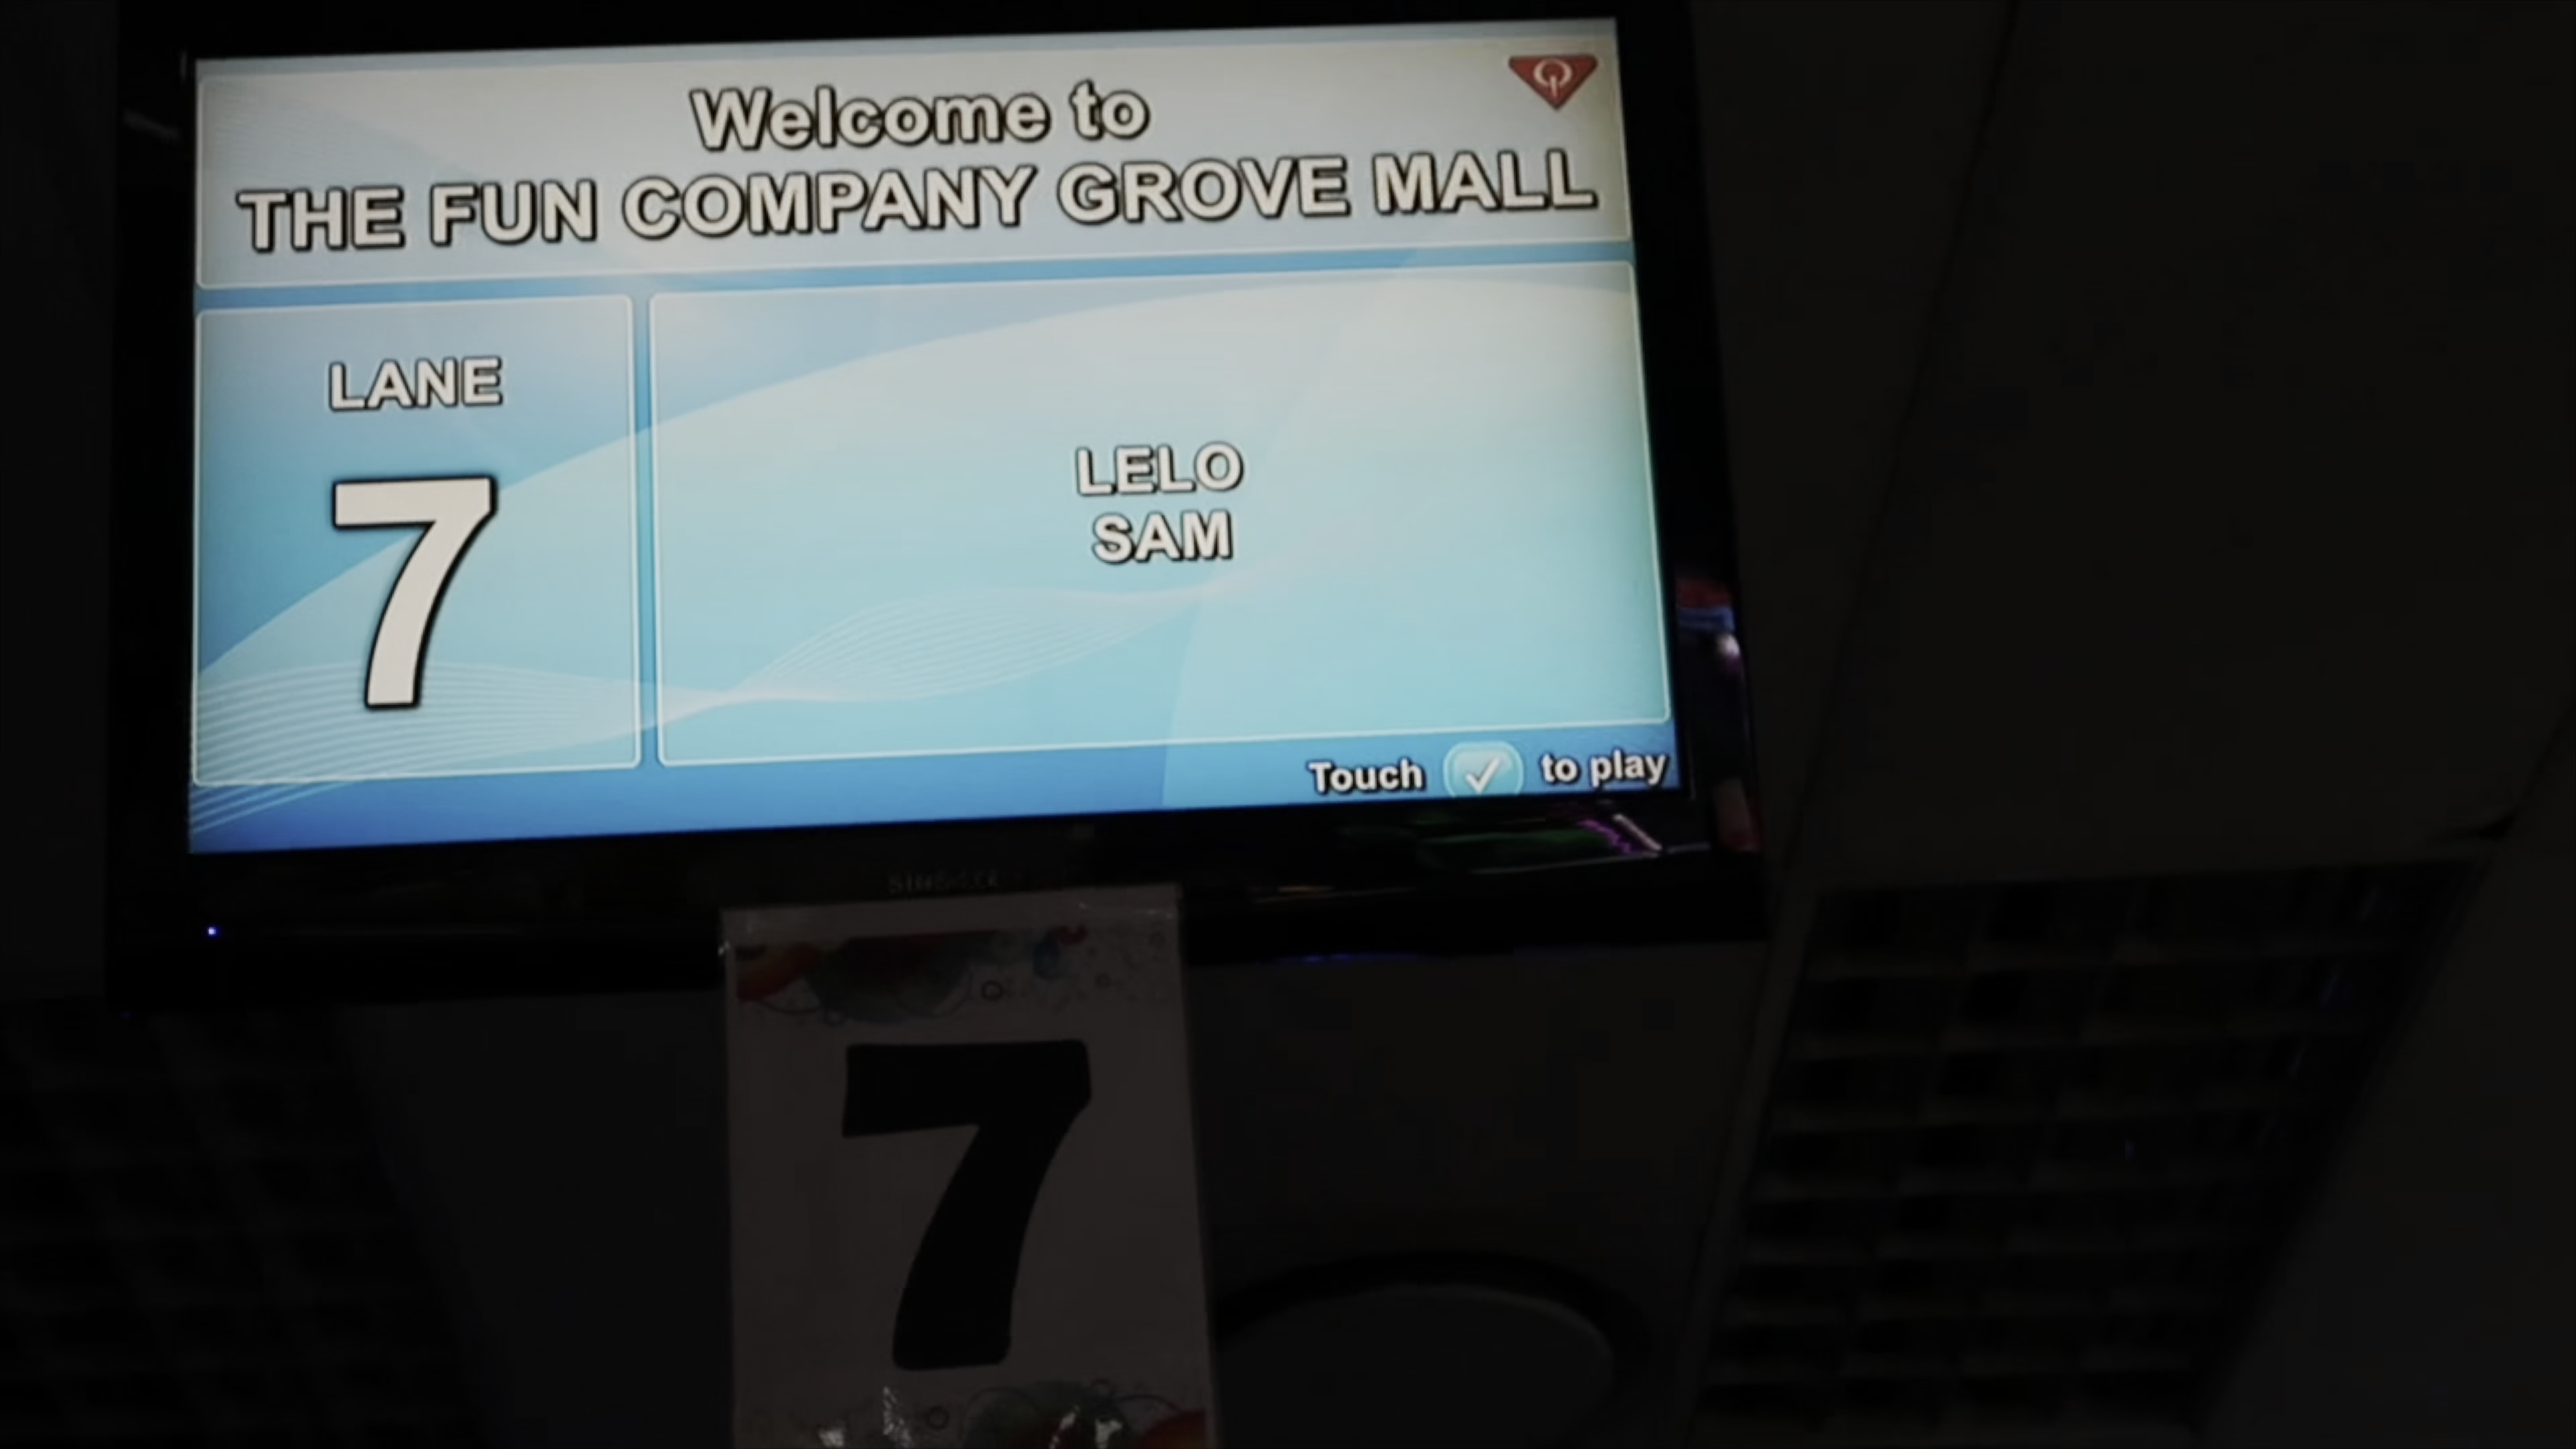 Welcome to
THE FUN COMPANY GROVE MALL
LANE
7
LELO
SAM
Touch to play
7